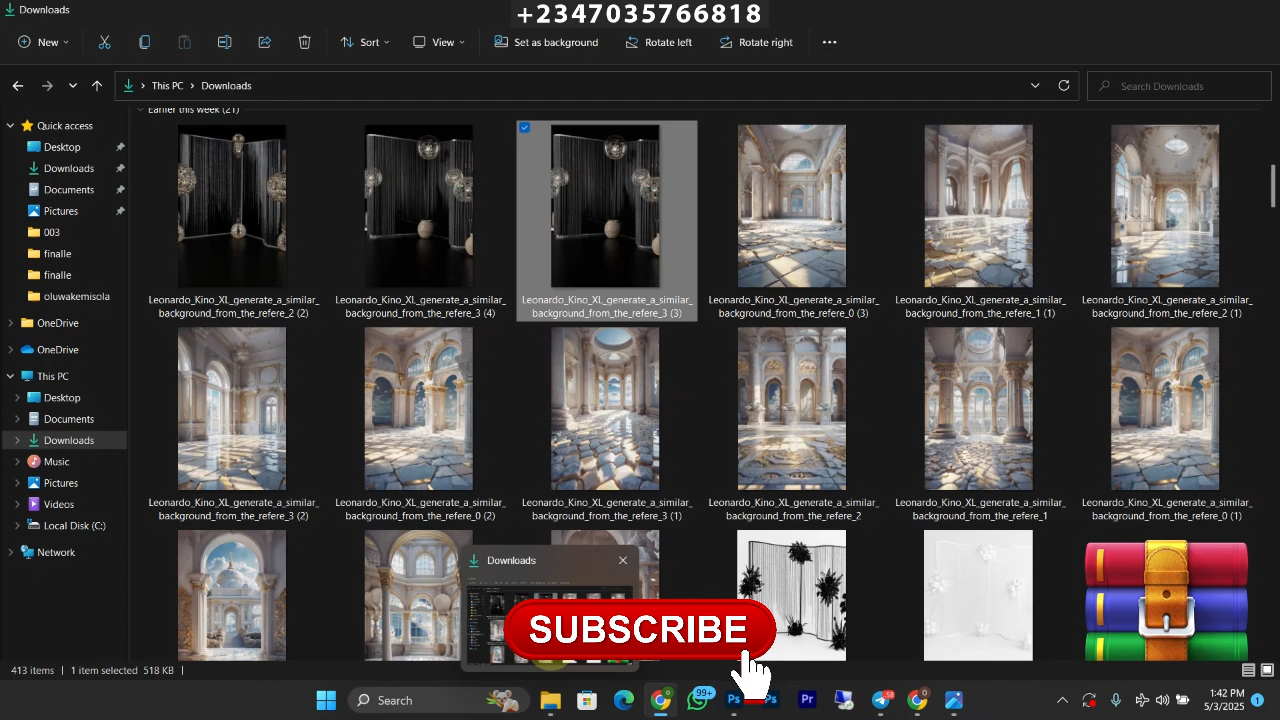 Downloads
+2347035766818
New
Sort
View
Set as background
Rotate left
Rotate right
This PC
Downloads
Search Downloads
Earlier this week (21)
Quick access
Desktop
Downloads
Documents
Pictures
003
finalle
finalle
oluwakemisola
OneDrive
OneDrive
This PC
Desktop
Downloads
Documents
Music
Pictures
Videos
Local Disk (C:)
Network
Leonardo_Kino_XL_generate_a_similar_
background_from_the_refere_2 (2)
Leonardo_Kino_XL_generate_a_similar_
background_from_the_refere_3 (4)
Leonardo_Kino_XL_generate_a_similar_
background_from_the_refere_3 (3)
Leonardo_Kino_XL_generate_a_similar_
background_from_the_refere_0 (3)
Leonardo_Kino_XL_generate_a_similar_
background_from_the_refere_1 (1)
Leonardo_Kino_XL_generate_a_similar_
background_from_the_refere_2 (1)
Leonardo_Kino_XL_generate_a_similar_
background_from_the_refere_3 (2)
Leonardo_Kino_XL_generate_a_similar_
background_from_the_refere_0 (2)
Leonardo_Kino_XL_generate_a_similar_
background_from_the_refere_3 (1)
Leonardo_Kino_XL_generate_a_similar_
background_from_the_refere_2
Leonardo_Kino_XL_generate_a_similar_
background_from_the_refere_1
Leonardo_Kino_XL_generate_a_similar_
background_from_the_refere_0 (1)
Downloads
SUBSCRIBE
413 items
1 item selected 518 KB
Search
99+
Ps
Ps
Pr
58
1:42 PM
5/3/2025
1